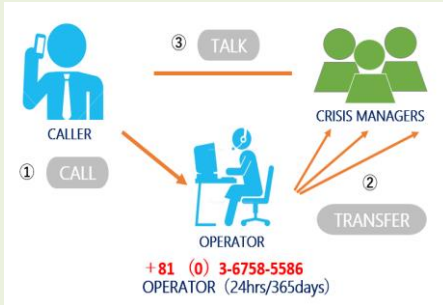 ③ TALK
CALLER
CRISIS MANAGERS
① CALL
② TRANSFER
OPERATOR
+81 (0) 3-6758-5586
OPERATOR (24hrs/365days)